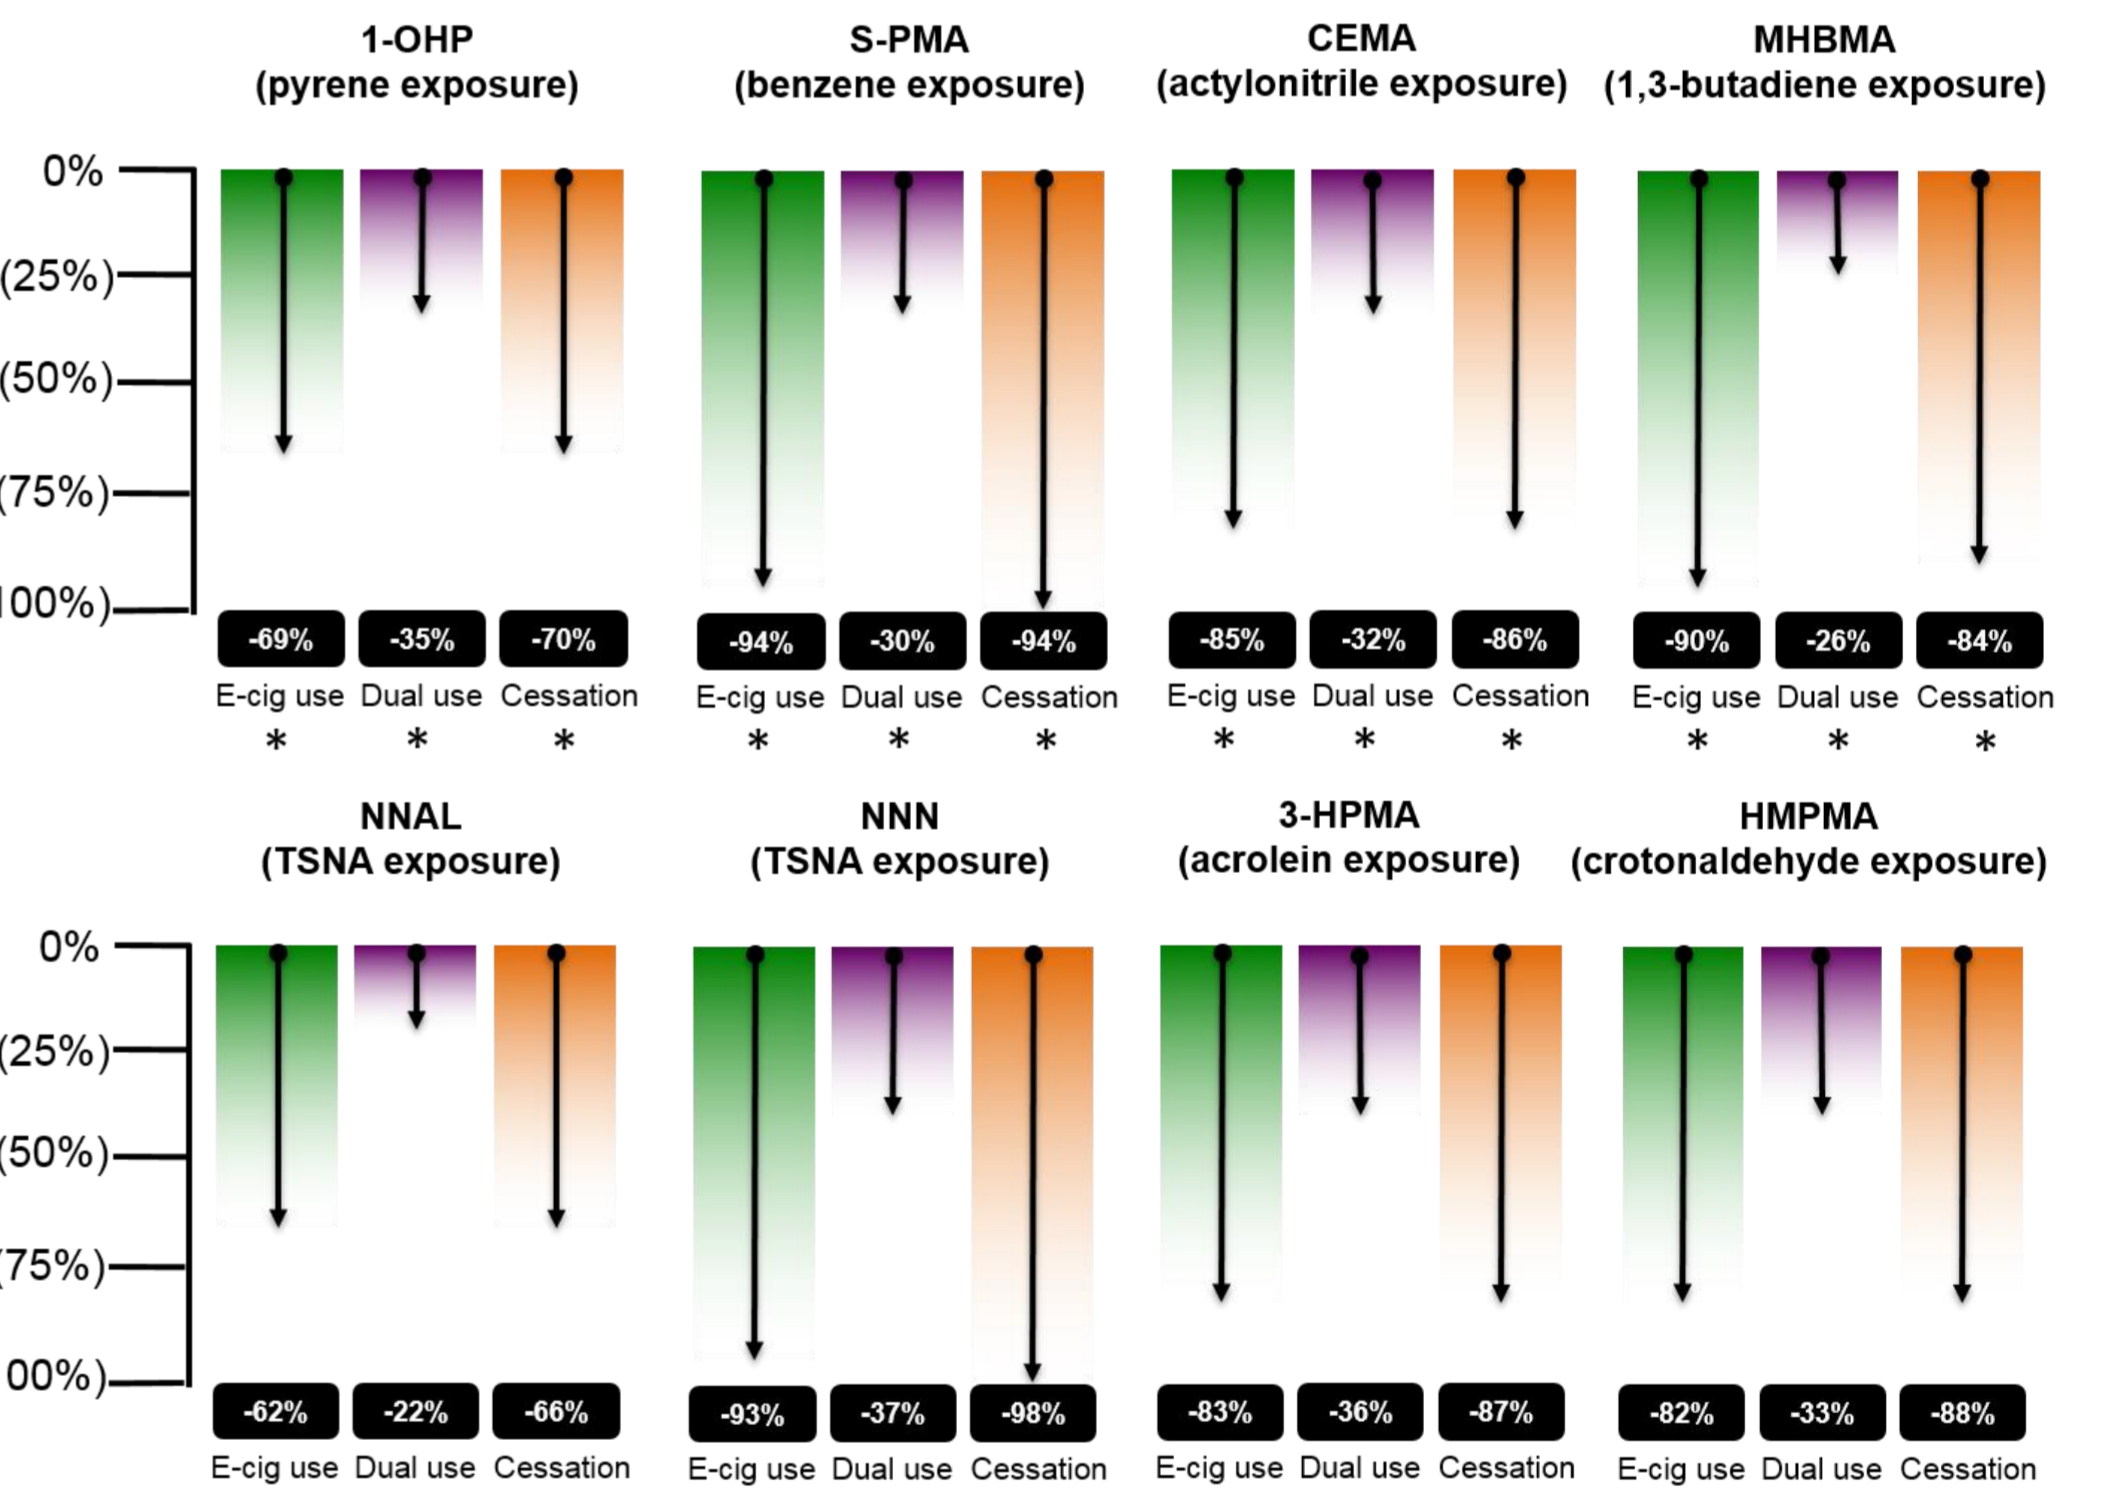 1-OHP
(pyrene exposure)
S-PMA
(benzene exposure)
CEMA
(actylonitrile exposure)
MHBMA
(1,3-butadiene exposure)
0%
(25%)
(50%)
(75%)
00%)
-69% -35% -70%
E-cig use Dual use Cessation
* * *
-94% -30% -94%
E-cig use Dual use Cessation
* * *
-85% -32% -86%
E-cig use Dual use Cessation
* * *
-90% -26% -84%
E-cig use Dual use Cessation
* * *
NNAL
(TSNA exposure)
NNN
(TSNA exposure)
3-HPMA
(acrolein exposure)
HMPMA
(crotonaldehyde exposure)
0%
(25%)
(50%)
(75%)
00%)
-62% -22% -66%
E-cig use Dual use Cessation
-93% -37% -98%
E-cig use Dual use Cessation
-83% -36% -87%
E-cig use Dual use Cessation
-82% -33% -88%
E-cig use Dual use Cessation